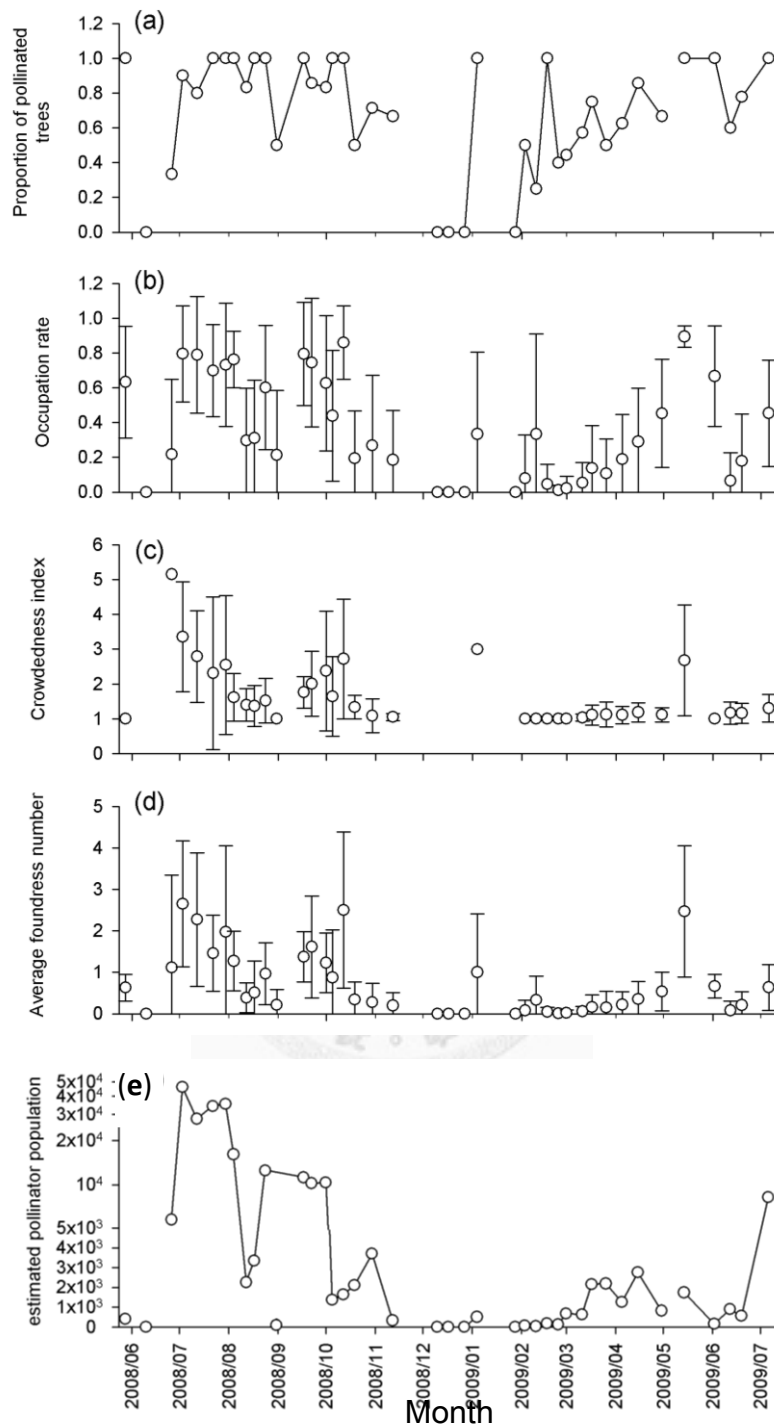 (a)
Proportion of pollinated
trees
1.2
1.0
0.8
0.6
0.4
0.2
0.0
(b)
Occupation rate
1.2
1.0
0.8
0.6
0.4
0.2
0.0
(c)
Crowdedness index
6
5
4
3
2
1
0
(d)
Average foundress number
5
4
3
2
1
0
(e)
estimated pollinator population
5x10⁴
4x10⁴
3x10⁴
2x10⁴
10⁴
5x10³
4x10³
3x10³
2x10³
1x10³
0
2008/06
2008/07
2008/08
2008/09
2008/10
2008/11
2008/12
2009/01
2009/02
2009/03
2009/04
2009/05
2009/06
2009/07
Month